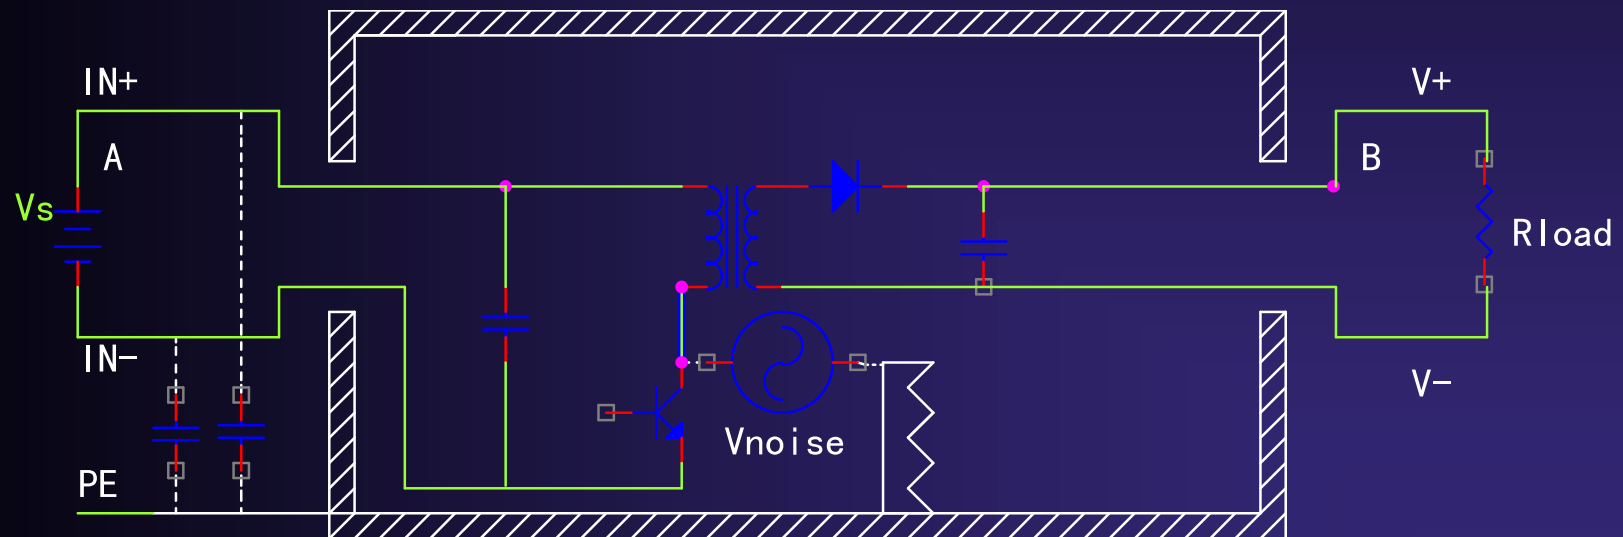 IN+
V+
A
B
Vs
Rload
IN-
V-
Vnoise
PE